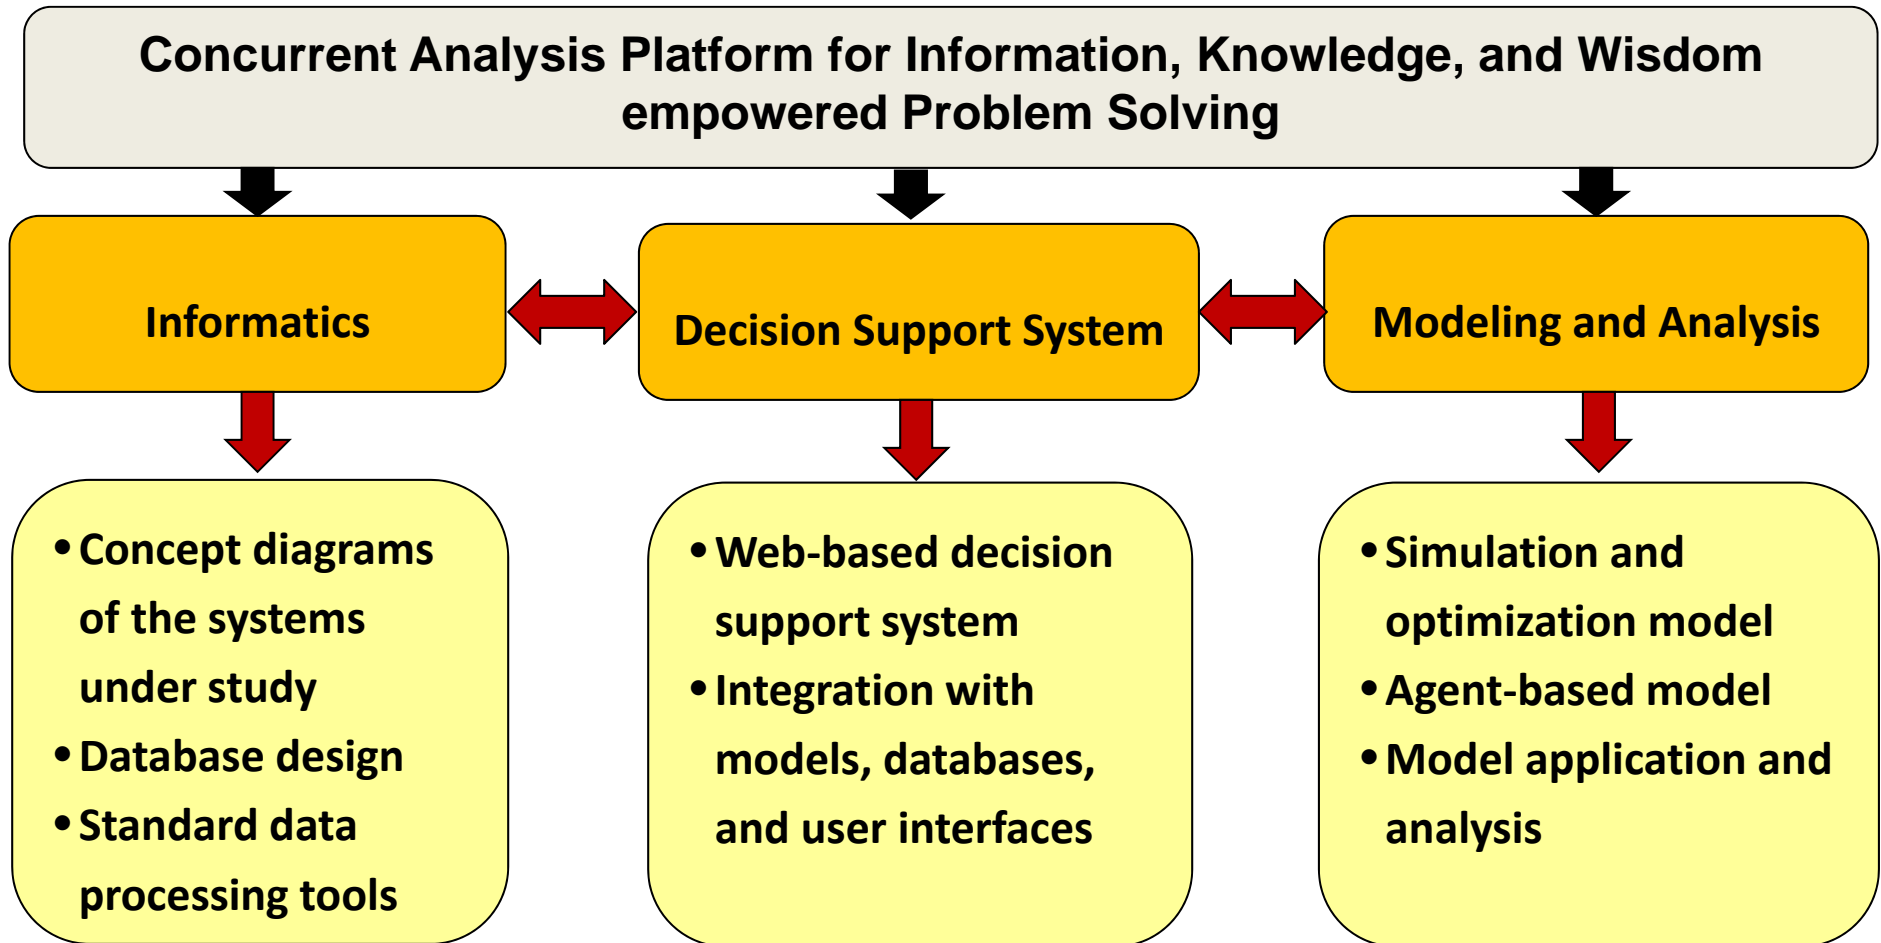 Concurrent Analysis Platform for Information, Knowledge, and Wisdom
empowered Problem Solving
Informatics
Decision Support System
Modeling and Analysis
•Concept diagrams
of the systems
under study
•Database design
•Standard data
processing tools
•Web-based decision
support system
•Integration with
models, databases,
and user interfaces
•Simulation and
optimization model
•Agent-based model
•Model application and
analysis